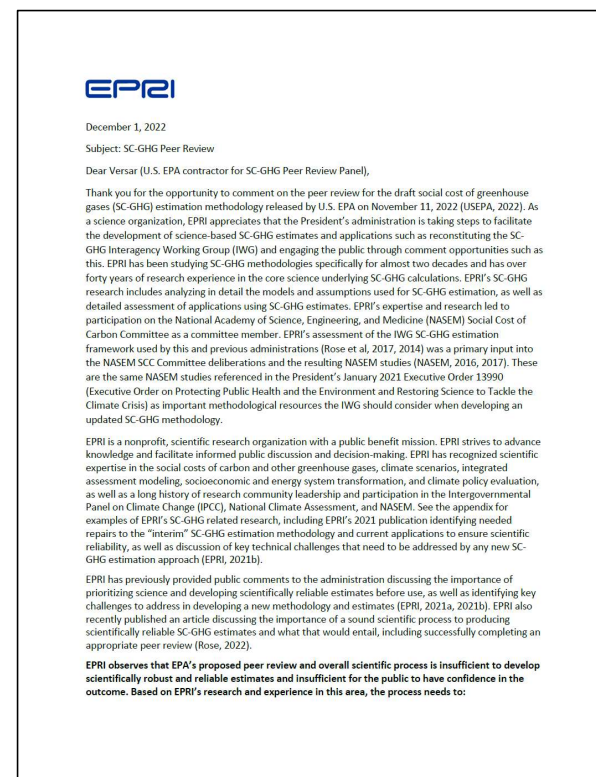 EPRI
December 1, 2022
Subject: SC-GHG Peer Review
Dear Versar (U.S. EPA contractor for SC-GHG Peer Review Panel),
Thank you for the opportunity to comment on the peer review for the draft social cost of greenhouse
gases (SC-GHG) estimation methodology released by U.S. EPA on November 11, 2022 (USEPA, 2022). As
a science organization, EPRI appreciates that the President's administration is taking steps to facilitate
the development of science-based SC-GHG estimates and applications such as reconstituting the SC-
GHG Interagency Working Group (IWG) and engaging the public through comment opportunities such as
this. EPRI has been studying SC-GHG methodologies specifically for almost two decades and has over
forty years of research experience in the core science underlying SC-GHG calculations. EPRI's SC-GHG
research includes analyzing in detail the models and assumptions used for SC-GHG estimation, as well as
detailed assessment of applications using SC-GHG estimates. EPRI's expertise and research led to
participation on the National Academy of Science, Engineering, and Medicine (NASEM) Social Cost of
Carbon Committee as a committee member. EPRI's assessment of the IWG SC-GHG estimation
framework used by this and previous administrations (Rose et al, 2017, 2014) was a primary input into
the NASEM SCC Committee deliberations and the resulting NASEM studies (NASEM, 2016, 2017). These
are the same NASEM studies referenced in the President's January 2021 Executive Order 13990
(Executive Order on Protecting Public Health and the Environment and Restoring Science to Tackle the
Climate Crisis) as important methodological resources the IWG should consider when developing an
updated SC-GHG methodology.
EPRI is a nonprofit, scientific research organization with a public benefit mission. EPRI strives to advance
knowledge and facilitate informed public discussion and decision-making. EPRI has recognized scientific
expertise in the social costs of carbon and other greenhouse gases, climate scenarios, integrated
assessment modeling, socioeconomic and energy system transformation, and climate policy evaluation,
as well as a long history of research community leadership and participation in the Intergovernmental
Panel on Climate Change (IPCC), National Climate Assessment, and NASEM. See the appendix for
examples of EPRI's SC-GHG related research, including EPRI's 2021 publication identifying needed
repairs to the "interim" SC-GHG estimation methodology and current applications to ensure scientific
reliability, as well as discussion of key technical challenges that need to be addressed by any new SC-
GHG estimation approach (EPRI, 2021b).
EPRI has previously provided public comments to the administration discussing the importance of
prioritizing science and developing scientifically reliable estimates before use, as well as identifying key
challenges to address in developing a new methodology and estimates (EPRI, 2021a, 2021b). EPRI also
recently published an article discussing the importance of a sound scientific process to producing
scientifically reliable SC-GHG estimates and what that would entail, including successfully completing an
appropriate peer review (Rose, 2022).
EPRI observes that EPA's proposed peer review and overall scientific process is insufficient to develop
scientifically robust and reliable estimates and insufficient for the public to have confidence in the
outcome. Based on EPRI's research and experience in this area, the process needs to: